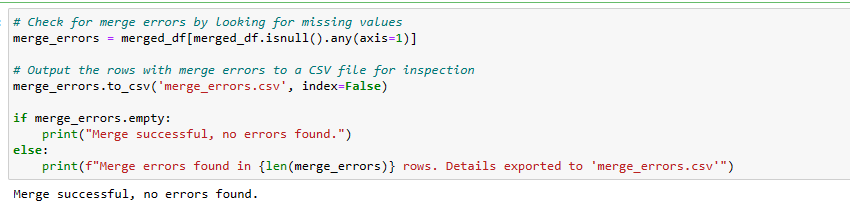 # Check for merge errors by looking for missing values
merge_errors = merged_df[merged_df.isnull().any(axis=1)]
# Output the rows with merge errors to a CSV file for inspection
merge_errors.to_csv('merge_errors.csv', index=False)
if merge_errors.empty:
    print("Merge successful, no errors found.")
else:
    print(f"Merge errors found in {len(merge_errors)} rows. Details exported to 'merge_errors.csv'")
Merge successful, no errors found.